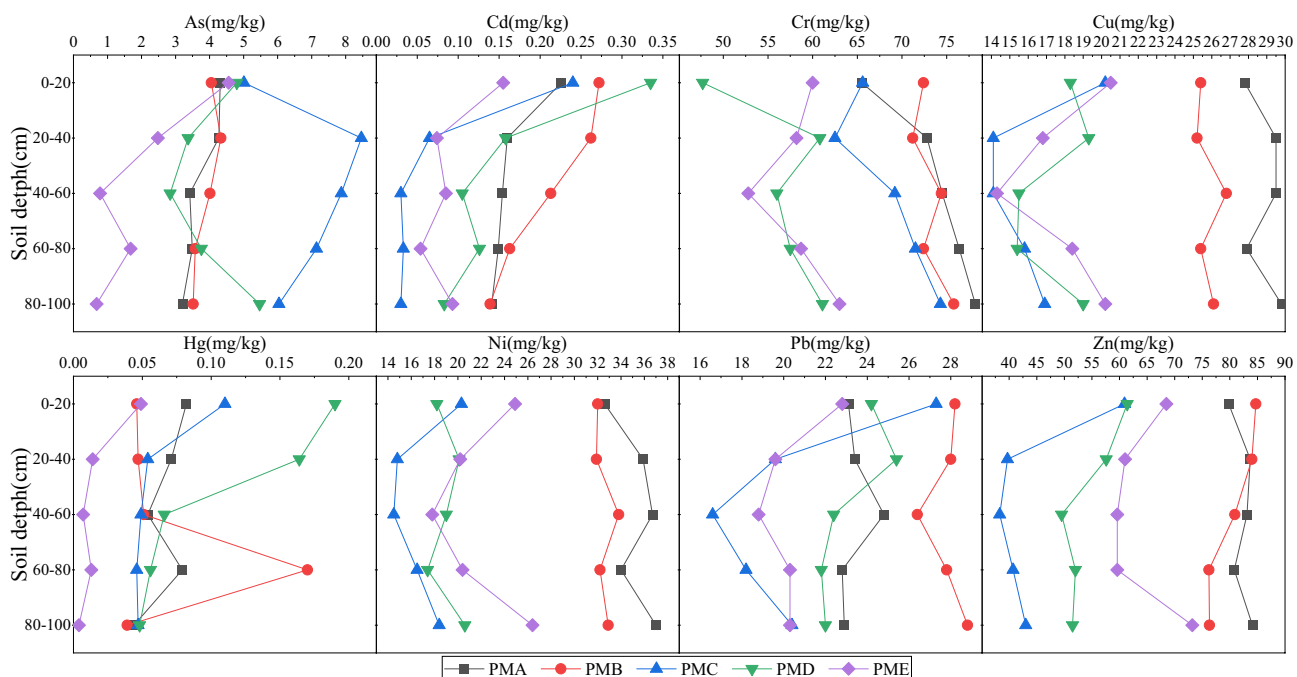 As(mg/kg) Cd(mg/kg) Cr(mg/kg) Cu(mg/kg)
0 1 2 3 4 5 6 7 8 0.00 0.05 0.10 0.15 0.20 0.25 0.30 0.35 50 55 60 65 70 75 14 15 16 17 18 19 20 21 22 23 24 25 26 27 28 29 30
0-20
20-40
40-60
60-80
80-100
Soil detph(cm)
Hg(mg/kg) Ni(mg/kg) Pb(mg/kg) Zn(mg/kg)
0.00 0.05 0.10 0.15 0.20 14 16 18 20 22 24 26 28 30 32 34 36 38 16 18 20 22 24 26 28 40 45 50 55 60 65 70 75 80 85 90
0-20
20-40
40-60
60-80
80-100
Soil detph(cm)
PMA PMB PMC PMD PME